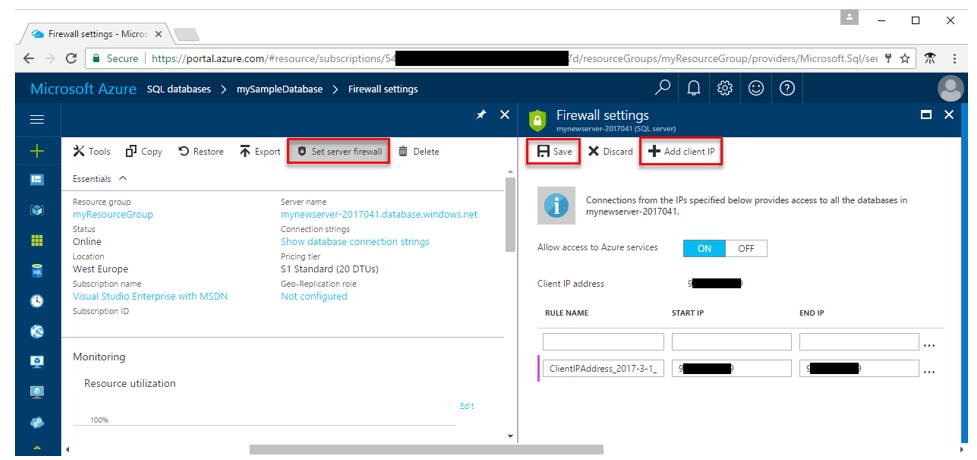 Firewall settings - Micros
Secure https://portal.azure.com/#resource/subscriptions/54 7d/resourceGroups/myResourceGroup/providers/Microsoft.Sql/ser
Microsoft Azure SQL databases > mySampleDatabase > Firewall settings
Tools Copy Restore Export Set server firewall Delete
Essentials
Resource group
myResourceGroup
Status
Online
Location
West Europe
Subscription name
Visual Studio Enterprise with MSDN
Subscription ID
Server name
mynewserver-2017041.database.windows.net
Connection strings
Show database connection strings
Pricing tier
S1 Standard (20 DTUs)
Geo-Replication role
Not configured
Monitoring
Resource utilization
Edit
100%
Firewall settings
mynewserver-2017041 (SQL server)
Save Discard Add client IP
Connections from the IPs specified below provides access to all the databases in
mynewserver-2017041.
Allow access to Azure services ON OFF
Client IP address 9
RULE NAME START IP END IP
ClientIPAddress_2017-3-1_ 9 9 9